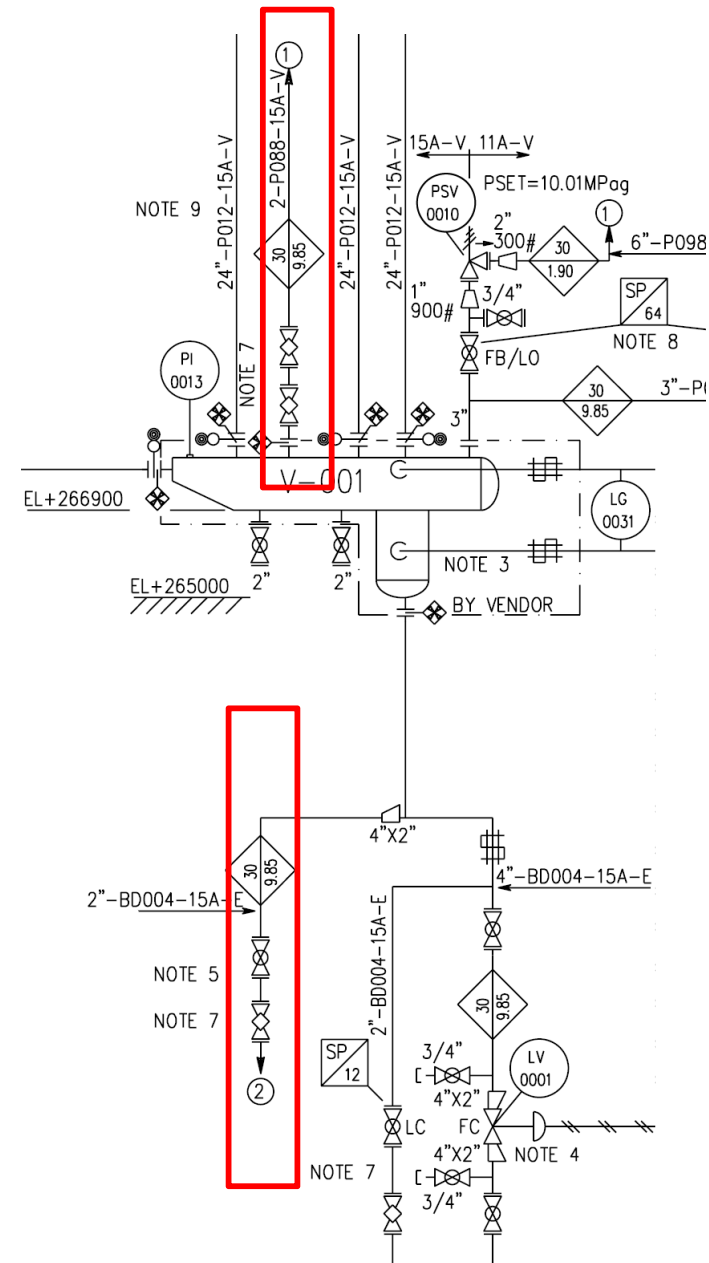 1
2-P088-15A-V
24"-P012-15A-V
24"-P012-15A-V
24"-P012-15A-V
15A-V
11A-V
PSV
0010
PSET=10.01MPag
NOTE 9
30
9.85
2"
300#
30
1.90
1
6"-P098
1"
900#
3/4"
SP
64
NOTE 8
PI
0013
NOTE 7
FB/LO
30
9.85
3"-P
3"
V-001
EL+266900
LG
0031
2"
2"
NOTE 3
EL+265000
BY VENDOR
4"X2"
30
9.85
2"-BD004-15A-E
4"-BD004-15A-E
2"-BD004-15A-E
NOTE 5
NOTE 7
30
9.85
2
SP
12
3/4"
LV
0001
4"X2"
LC
FC
NOTE 4
4"X2"
NOTE 7
3/4"